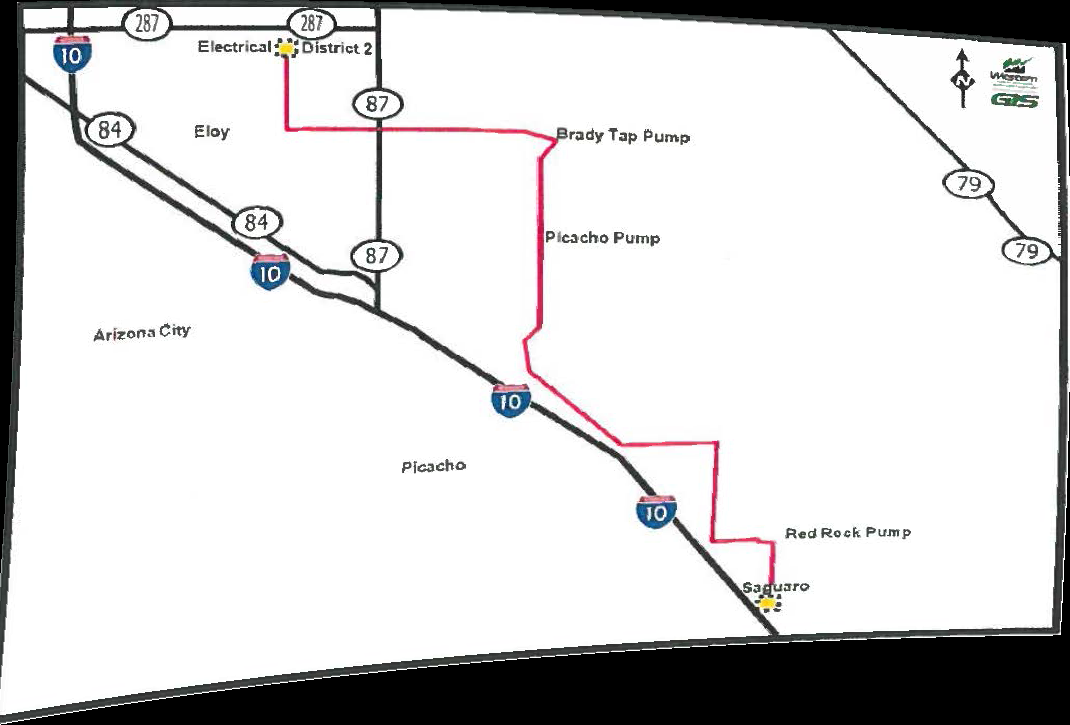 287
287
10
Electrical District 2
N
Western
GIS
87
84
Eloy
Brady Tap Pump
79
84
Picacho Pump
79
87
10
Arizona City
10
Picacho
10
Red Rock Pump
Saguaro